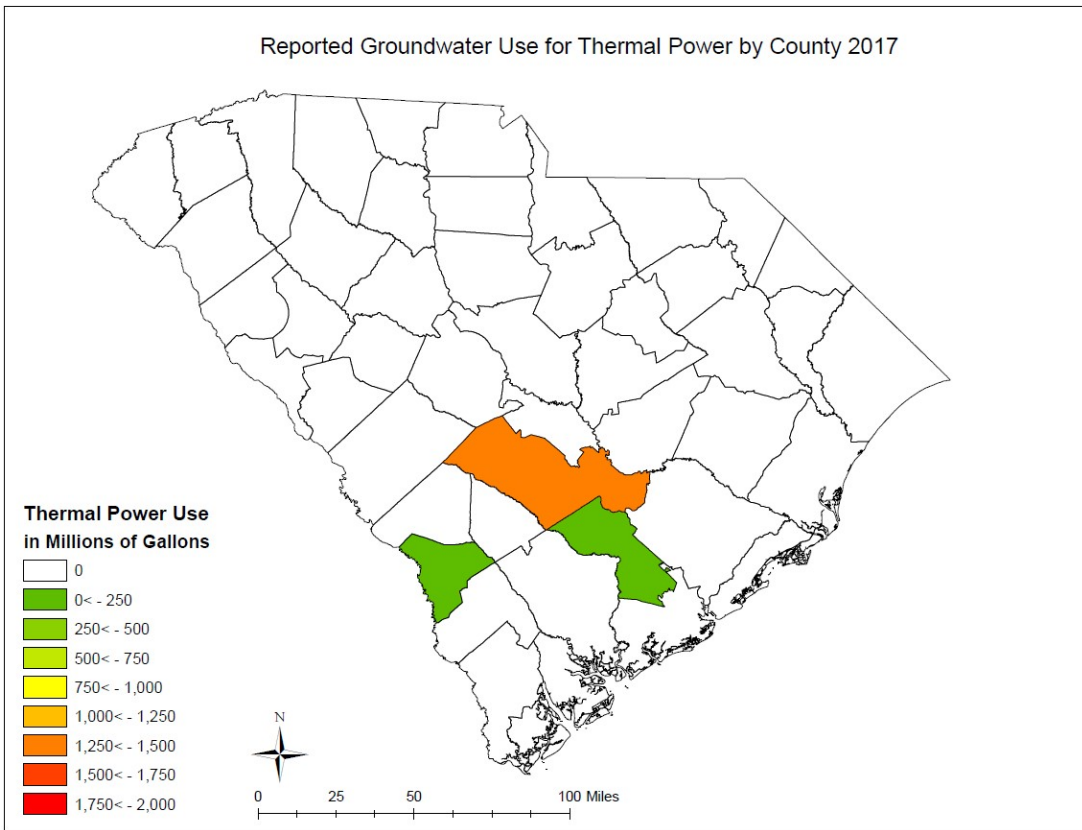 Reported Groundwater Use for Thermal Power by County 2017
Thermal Power Use
in Millions of Gallons
0
0< - 250
250< - 500
500< - 750
750< - 1,000
1,000< - 1,250
1,250< - 1,500
1,500< - 1,750
1,750< - 2,000
N
0 25 50 100 Miles